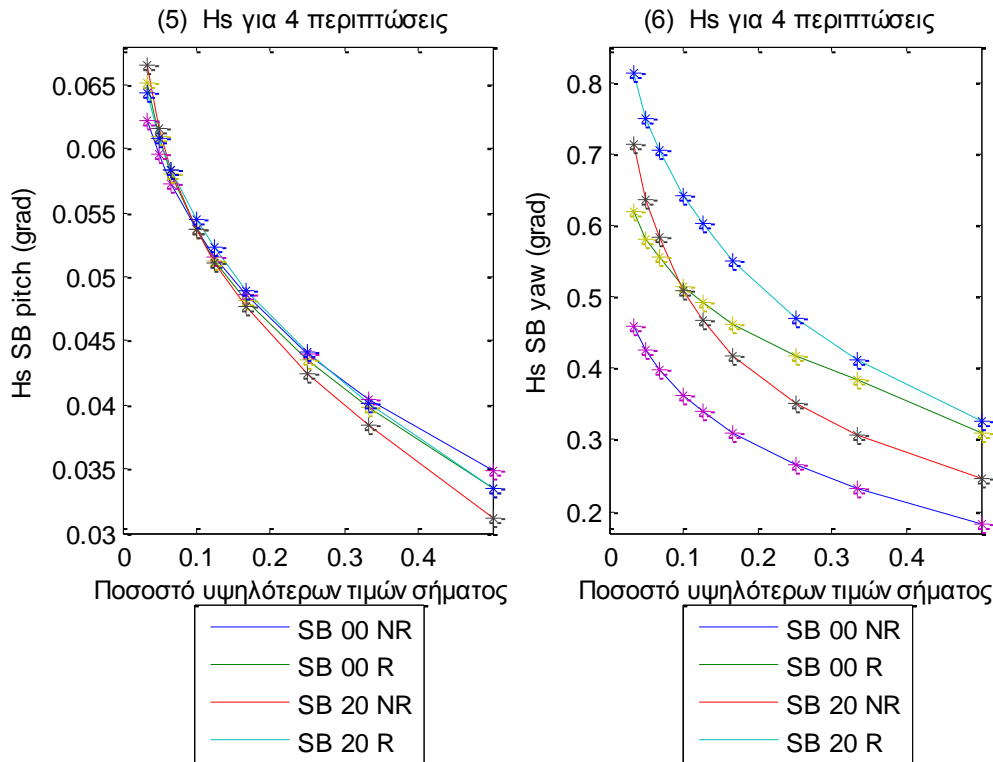 (5) Hs για 4 περιπτώσεις
Hs SB pitch (grad)
0.065
0.06
0.055
0.05
0.045
0.04
0.035
0.03
0 0.1 0.2 0.3 0.4
Ποσοστό υψηλότερων τιμών σήματος
SB 00 NR
SB 00 R
SB 20 NR
SB 20 R
(6) Hs για 4 περιπτώσεις
Hs SB yaw (grad)
0.8
0.7
0.6
0.5
0.4
0.3
0.2
0 0.1 0.2 0.3 0.4
Ποσοστό υψηλότερων τιμών σήματος
SB 00 NR
SB 00 R
SB 20 NR
SB 20 R